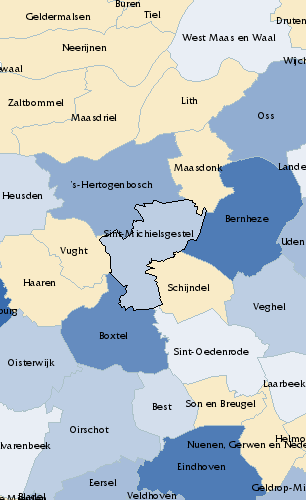 Buren
Geldermalsen
Tiel
Druten
West Maas en Waal
Neerijnen
Wijch
waal
Lith
Zaltbommel
Maasdriel
Oss
Maasdonk
Lande
's-Hertogenbosch
Heusden
Bernheze
Sint-Michielsgestel
Uden
Vught
Haaren
Schijndel
Veghel
burg
Boxtel
Sint-Oedenrode
Oisterwijk
Laarbeek
Best
Son en Breugel
Oirschot
Helmo
Nuenen, Gerwen en Nede
lvarenbeek
Eindhoven
Eersel
Geldrop-Mi
Bladel
Veldhoven